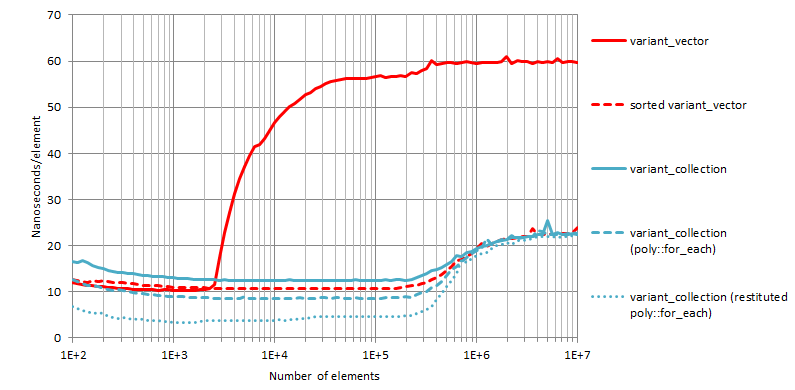 70
60
50
40
30
20
10
0
Nanoseconds/element
1E+2 1E+3 1E+4 1E+5 1E+6 1E+7
Number of elements
variant_vector
sorted variant_vector
variant_collection
variant_collection
(poly::for_each)
variant_collection (restituted
poly::for_each)